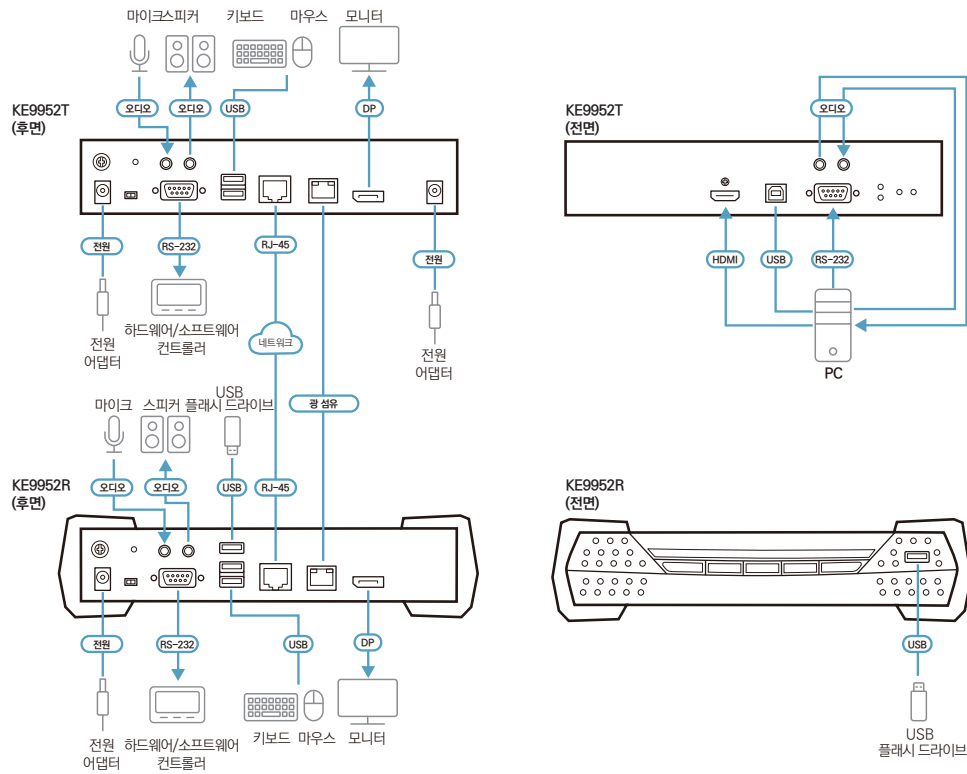 마이크스피커 키보드 마우스 모니터
KE9952T
(후면)
오디오 오디오 USB DP
전원 RS-232 RJ-45 전원
하드웨어/소프트웨어
컨트롤러
전원
어댑터
네트워크
전원
어댑터
광 섬유
KE9952T
(전면)
오디오
HDMI USB RS-232
PC
마이크 스피커 USB
플래시 드라이브
KE9952R
(후면)
오디오 오디오 USB RJ-45
전원 RS-232 USB DP
전원
어댑터
하드웨어/소프트웨어
컨트롤러
키보드 마우스 모니터
KE9952R
(전면)
USB
USB
플래시 드라이브